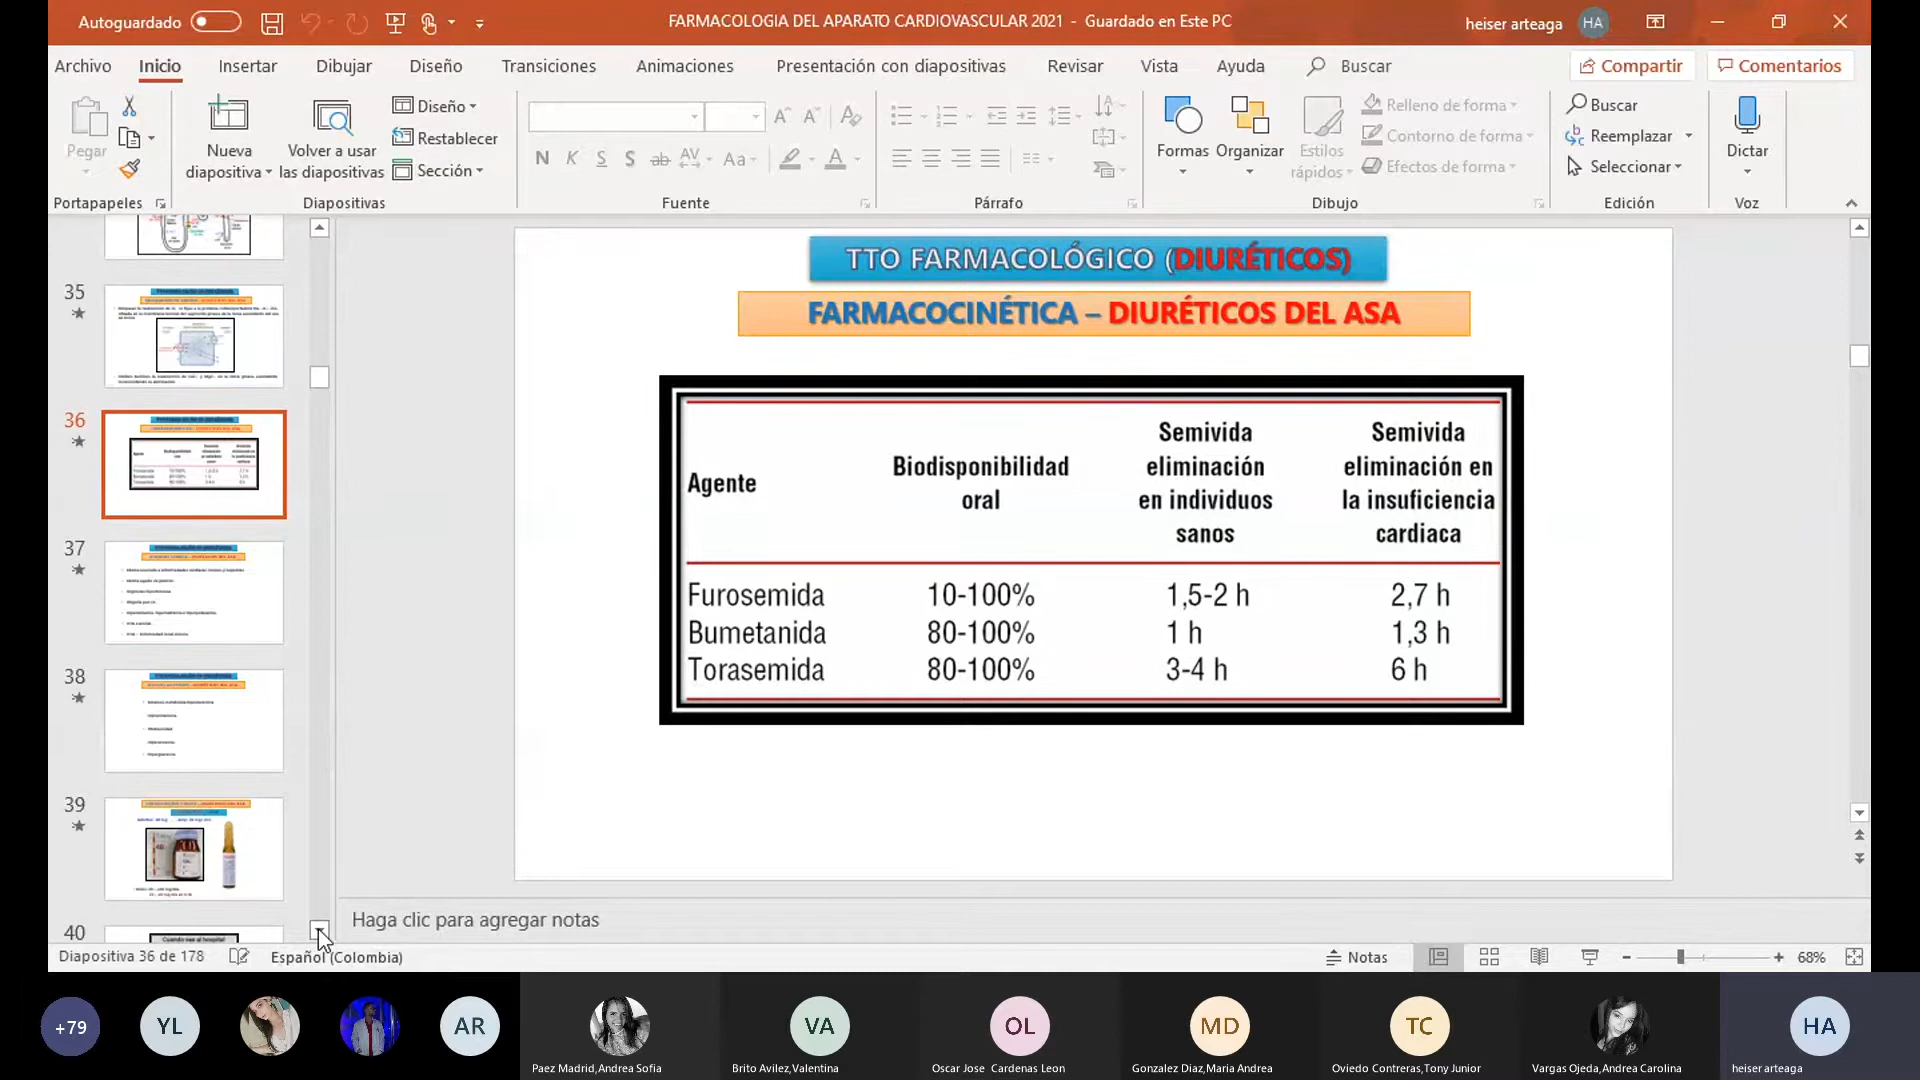 Autoguardado
FARMACOLOGIA DEL APARATO CARDIOVASCULAR 2021 - Guardado en Este PC
heiser arteaga
HA
Archivo
Inicio
Insertar
Dibujar
Diseño
Transiciones
Animaciones
Presentación con diapositivas
Revisar
Vista
Ayuda
Buscar
Compartir
Comentarios
Pegar
Portapapeles
Nueva
diapositiva
Volver a usar
las diapositivas
Diseño
Restablecer
Sección
Diapositivas
N K S S ab AV Aa A
Fuente
Párrafo
Formas
Organizar
Estilos
rápidos
Relleno de forma
Contorno de forma
Efectos de forma
Dibujo
Buscar
Reemplazar
Seleccionar
Edición
Dictar
Voz
35
36
37
38
39
40
Cuando vas al hospital
TTO FARMACOLÓGICO (DIURÉTICOS)
FARMACOCINÉTICA – DIURÉTICOS DEL ASA
Agente
Biodisponibilidad
oral
Semivida
eliminación
en individuos
sanos
Semivida
eliminación en
la insuficiencia
cardiaca
Furosemida 10-100% 1,5-2 h 2,7 h
Bumetanida 80-100% 1 h 1,3 h
Torasemida 80-100% 3-4 h 6 h
Haga clic para agregar notas
Diapositiva 36 de 178
Español (Colombia)
Notas
68%
+79
YL
AR
Paez Madrid,Andrea Sofia
VA
Brito Avilez,Valentina
OL
Oscar Jose Cardenas Leon
MD
Gonzalez Diaz,Maria Andrea
TC
Oviedo Contreras,Tony Junior
Vargas Ojeda,Andrea Carolina
HA
heiser arteaga